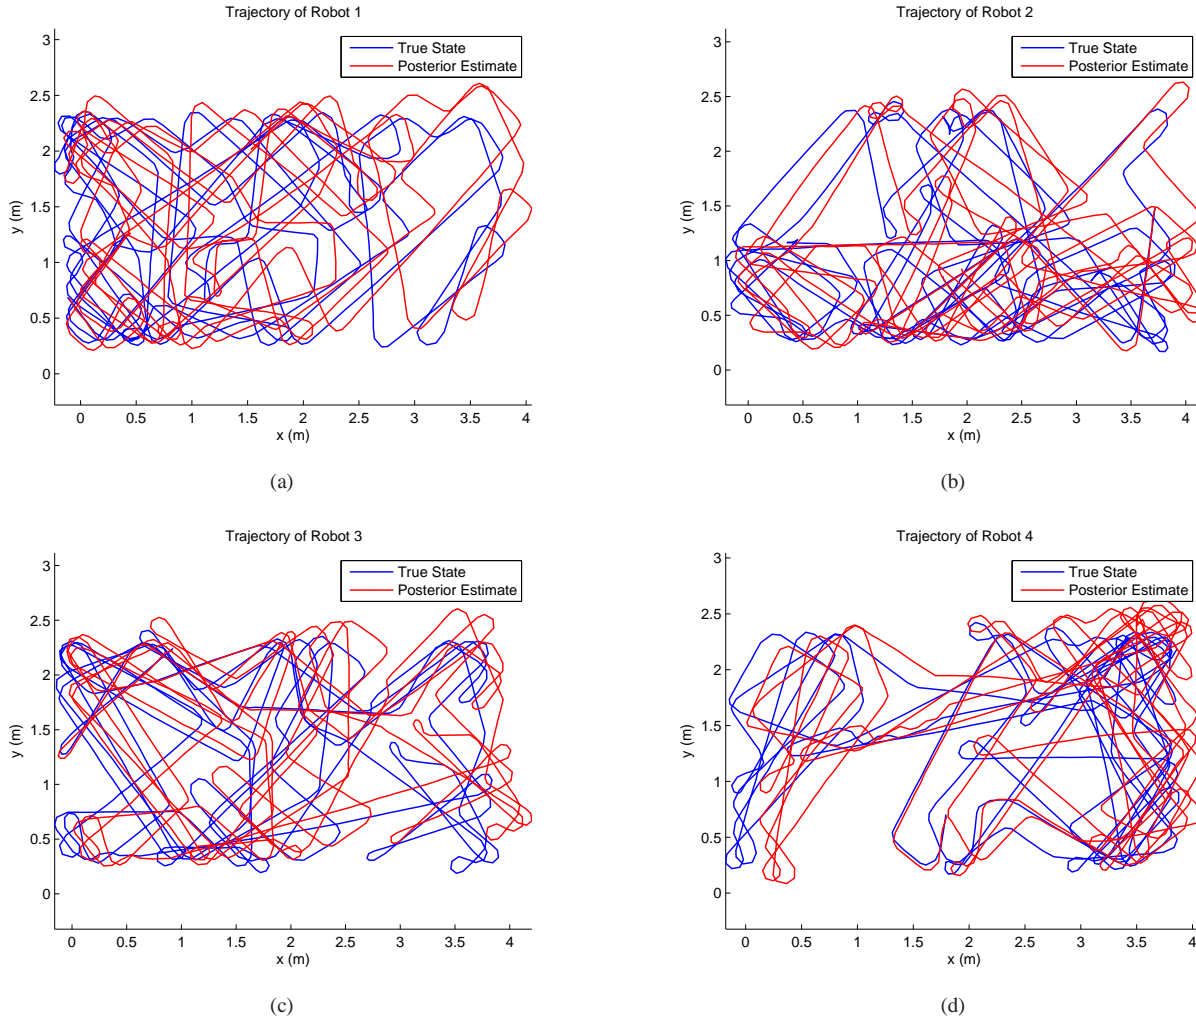 Trajectory of Robot 1
True State
Posterior Estimate
3
2.5
2
1.5
1
0.5
0
y (m)
0 0.5 1 1.5 2 2.5 3 3.5 4
x (m)
(a)
Trajectory of Robot 2
True State
Posterior Estimate
3
2.5
2
1.5
1
0.5
0
y (m)
0 0.5 1 1.5 2 2.5 3 3.5 4
x (m)
(b)
Trajectory of Robot 3
True State
Posterior Estimate
3
2.5
2
1.5
1
0.5
0
y (m)
0 0.5 1 1.5 2 2.5 3 3.5 4
x (m)
(c)
Trajectory of Robot 4
True State
Posterior Estimate
3
2.5
2
1.5
1
0.5
0
y (m)
0 0.5 1 1.5 2 2.5 3 3.5 4
x (m)
(d)